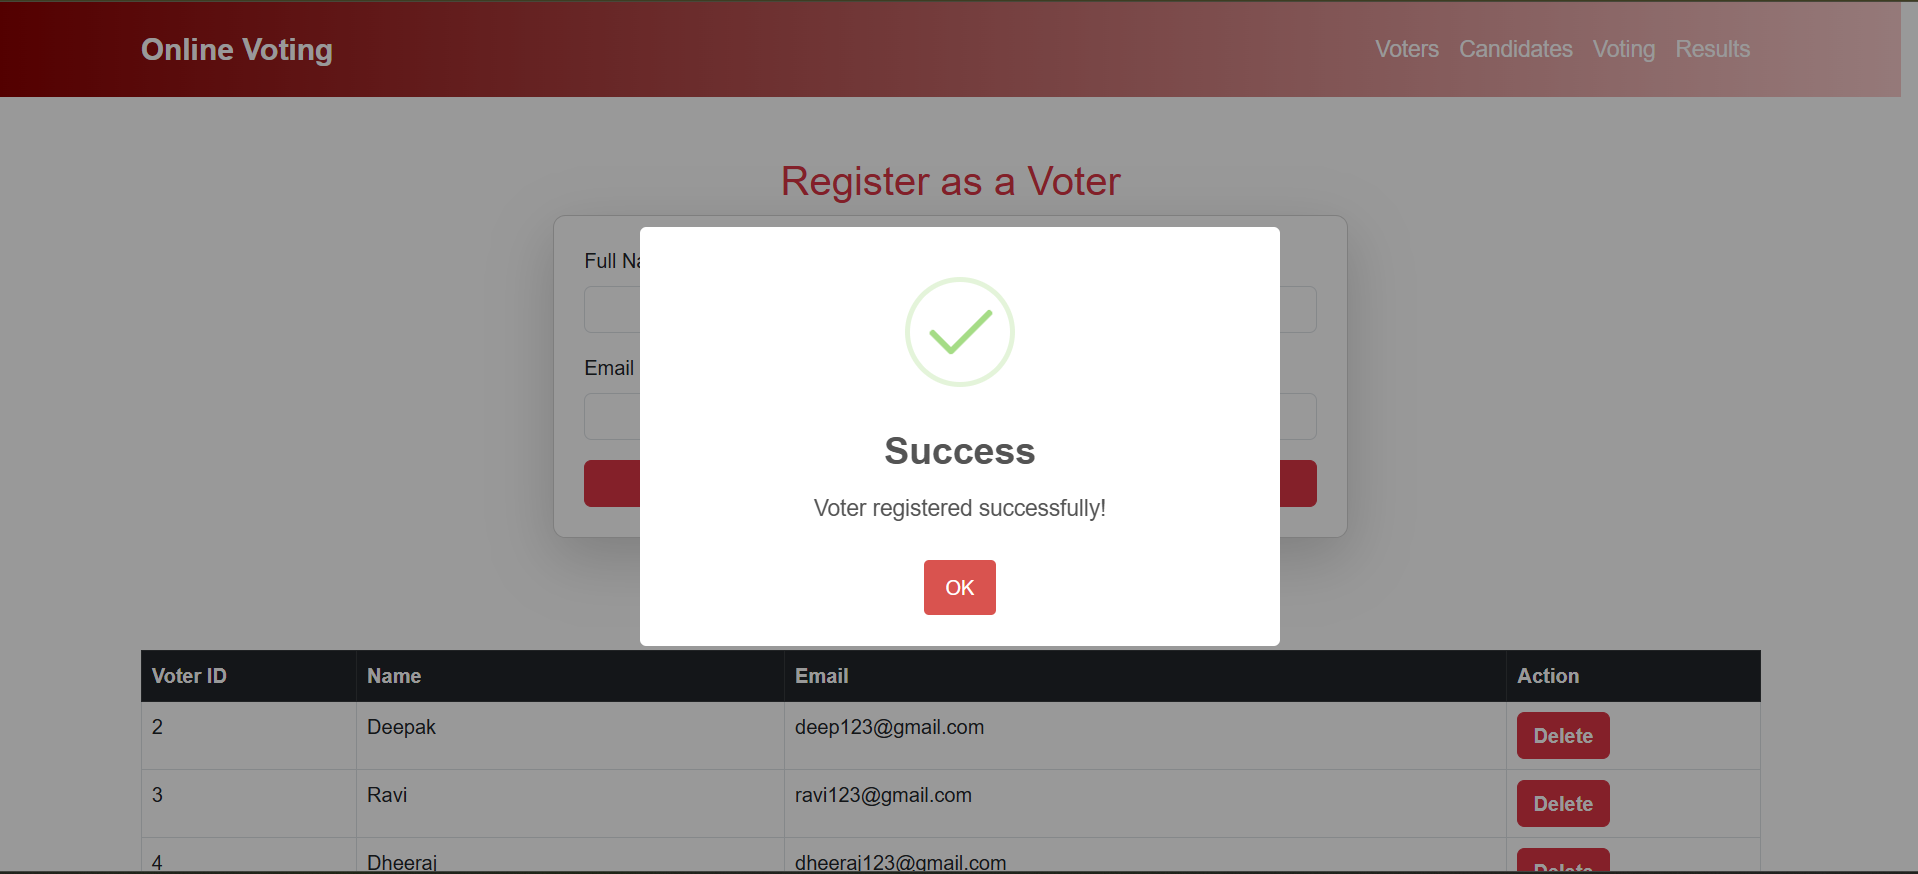 Online Voting
Voters Candidates Voting Results
Register as a Voter
Full Na
Email
Success
Voter registered successfully!
OK
Voter ID Name Email Action
2 Deepak deep123@gmail.com Delete
3 Ravi ravi123@gmail.com Delete
4 Dheeraj dheeraj123@gmail.com Delete